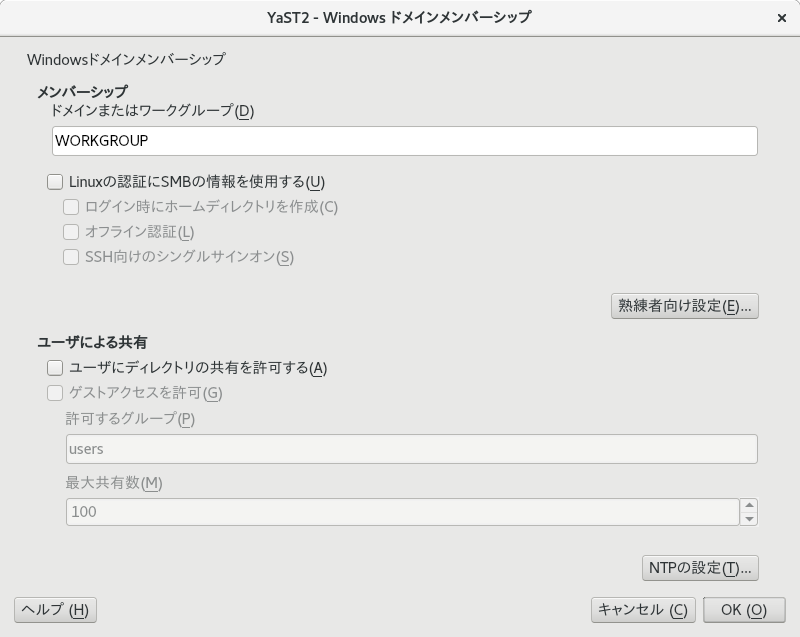 YaST2 - Windows ドメインメンバーシップ
Windowsドメインメンバーシップ
メンバーシップ
ドメインまたはワークグループ(D)
WORKGROUP
Linuxの認証にSMBの情報を使用する(U)
ログイン時にホームディレクトリを作成(C)
オフライン認証(L)
SSH向けのシングルサインオン(S)
熟練者向け設定(E)...
ユーザによる共有
ユーザにディレクトリの共有を許可する(A)
ゲストアクセスを許可(G)
許可するグループ(P)
users
最大共有数(M)
100
NTPの設定(T)...
ヘルプ (H)
キャンセル (C)
OK (O)